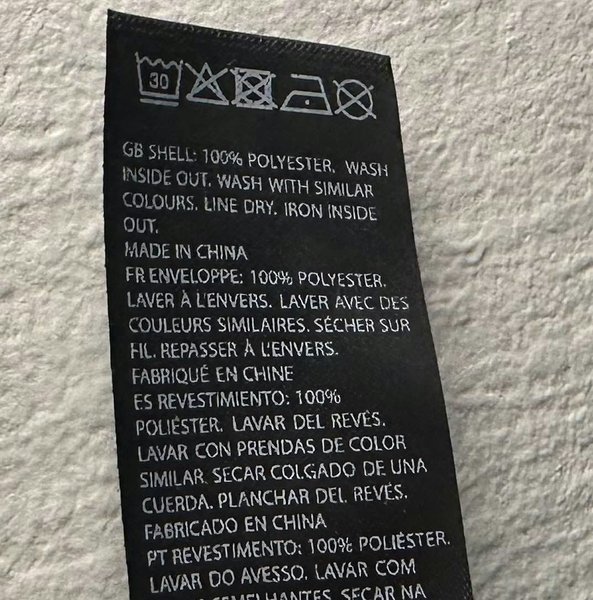 30
GB SHELL: 100% POLYESTER. WASH
INSIDE OUT. WASH WITH SIMILAR
COLOURS. LINE DRY. IRON INSIDE
OUT.
MADE IN CHINA
FR ENVELOPPE: 100% POLYESTER.
LAVER À L'ENVERS. LAVER AVEC DES
COULEURS SIMILAIRES. SÉCHER SUR
FIL. REPASSER À L'ENVERS.
FABRIQUÉ EN CHINE
ES REVESTIMIENTO: 100%
POLIÉSTER. LAVAR DEL REVÉS.
LAVAR CON PRENDAS DE COLOR
SIMILAR. SECAR COLGADO DE UNA
CUERDA. PLANCHAR DEL REVÉS.
FABRICADO EN CHINA
PT REVESTIMENTO: 100% POLIÉSTER.
LAVAR DO AVESSO. LAVAR COM
SEMELHANTES. SECAR NA